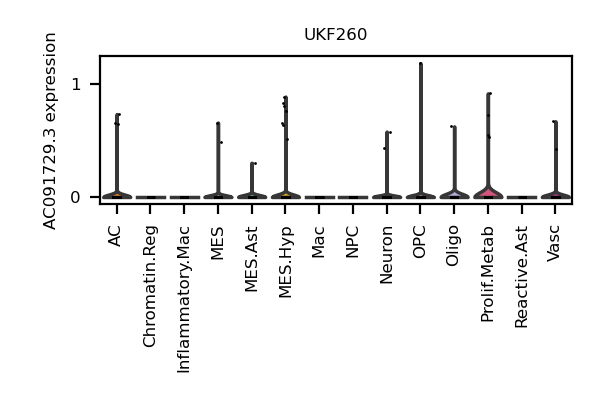 UKF260
AC091729.3 expression
1
0
AC
Chromatin.Reg
Inflammatory.Mac
MES
MES.Ast
MES.Hyp
Mac
NPC
Neuron
OPC
Oligo
Prolif.Metab
Reactive.Ast
Vasc